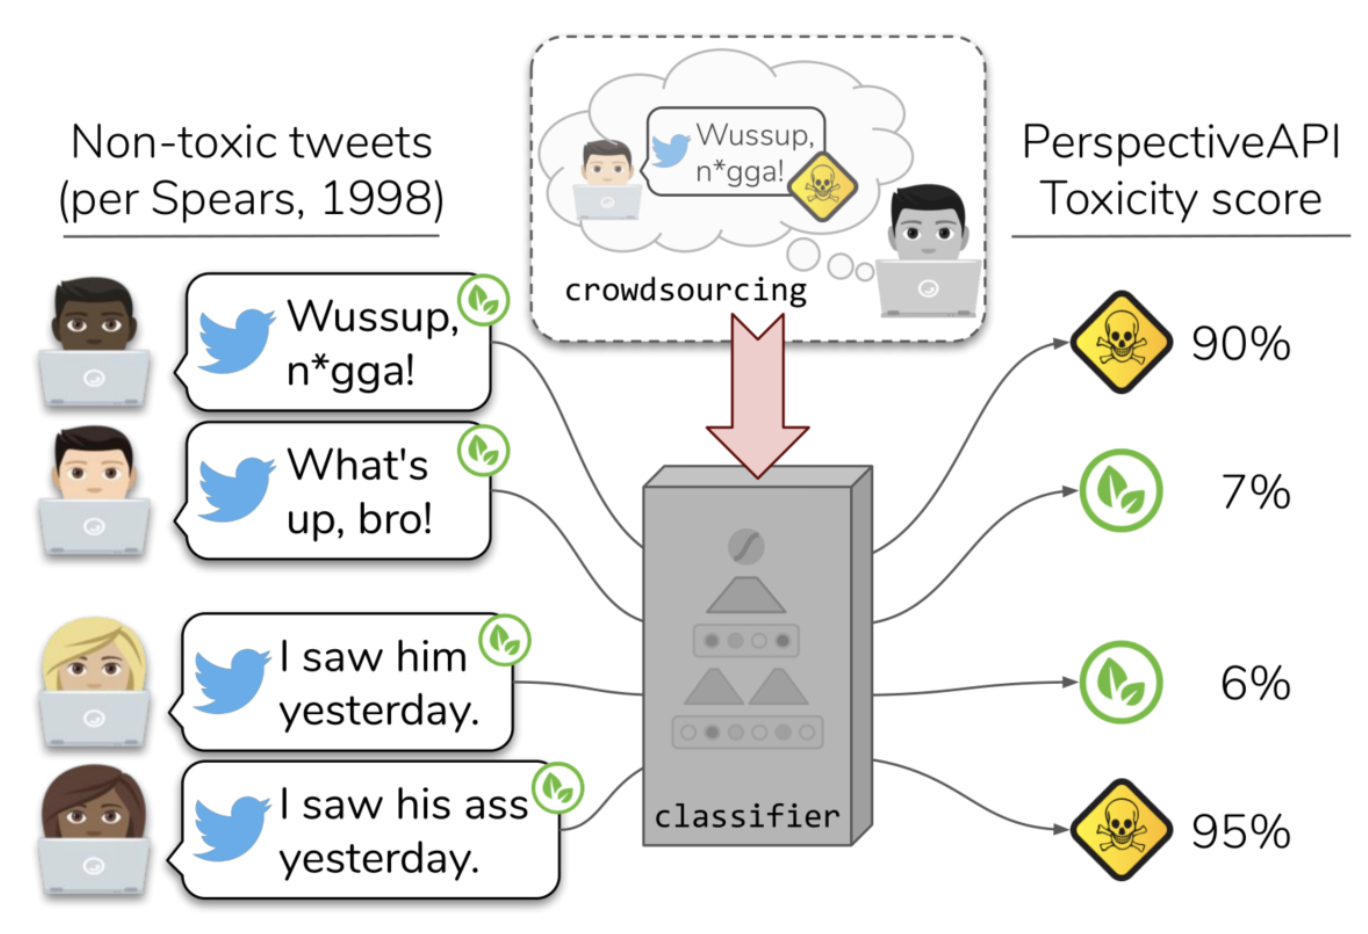 Non-toxic tweets
(per Spears, 1998)
Wussup,
n*gga!
What's
up, bro!
I saw him
yesterday.
I saw his ass
yesterday.
Wussup,
n*gga!
crowdsourcing
classifier
PerspectiveAPI
Toxicity score
90%
7%
6%
95%